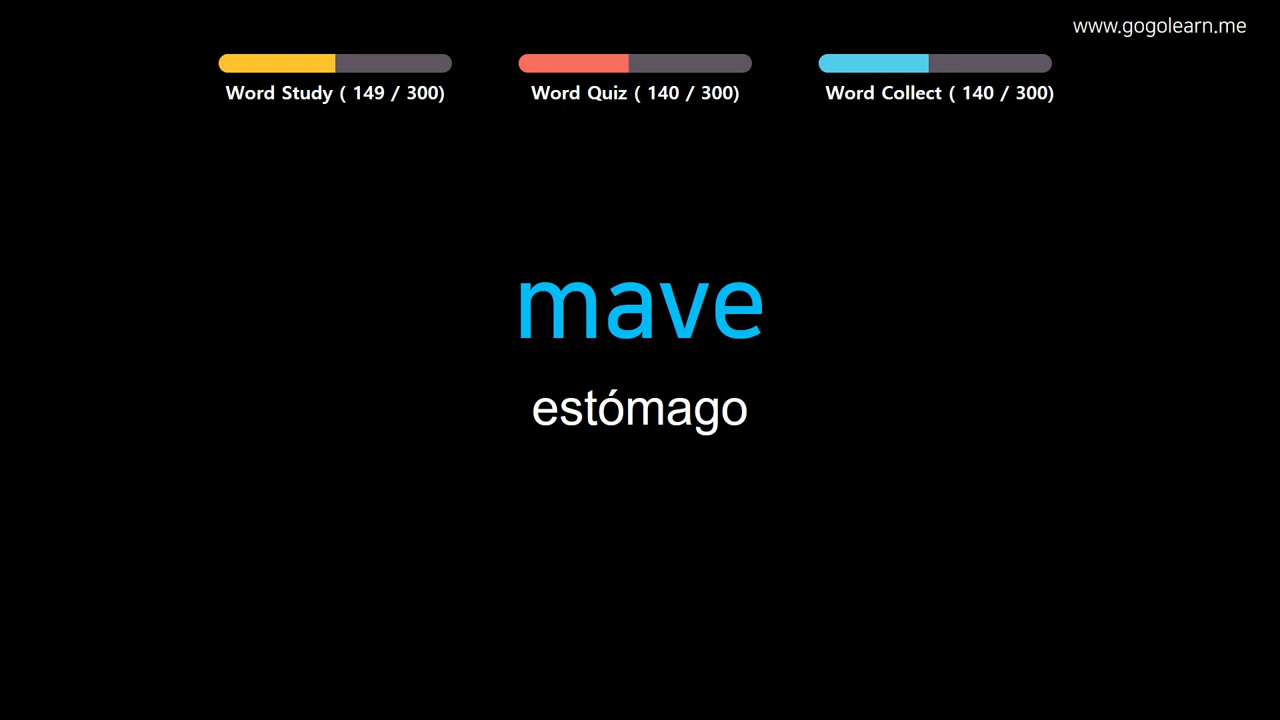 www.gogolearn.me
Word Study ( 149 / 300)
Word Quiz ( 140 / 300)
Word Collect ( 140 / 300)
mave
estómago